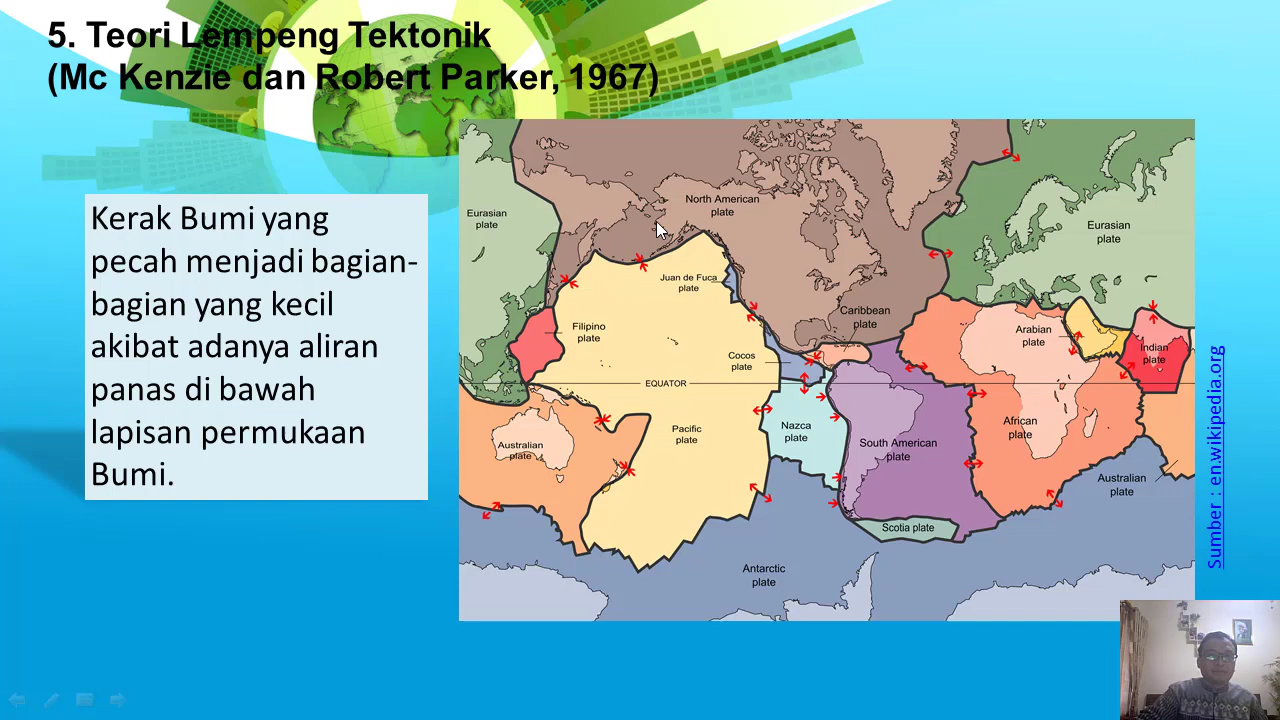 5. Teori Lempeng Tektonik
(Mc Kenzie dan Robert Parker, 1967)
Kerak Bumi yang
pecah menjadi bagian-
bagian yang kecil
akibat adanya aliran
panas di bawah
lapisan permukaan
Bumi.
Eurasian
plate
North American
plate
Eurasian
plate
Juan de Fuca
plate
Filipino
plate
Caribbean
plate
Arabian
plate
Indian
plate
Cocos
plate
EQUATOR
Pacific
plate
Nazca
plate
South American
plate
African
plate
Australian
plate
Australian
plate
Scotia plate
Antarctic
plate
Sumber : en.wikipedia.org